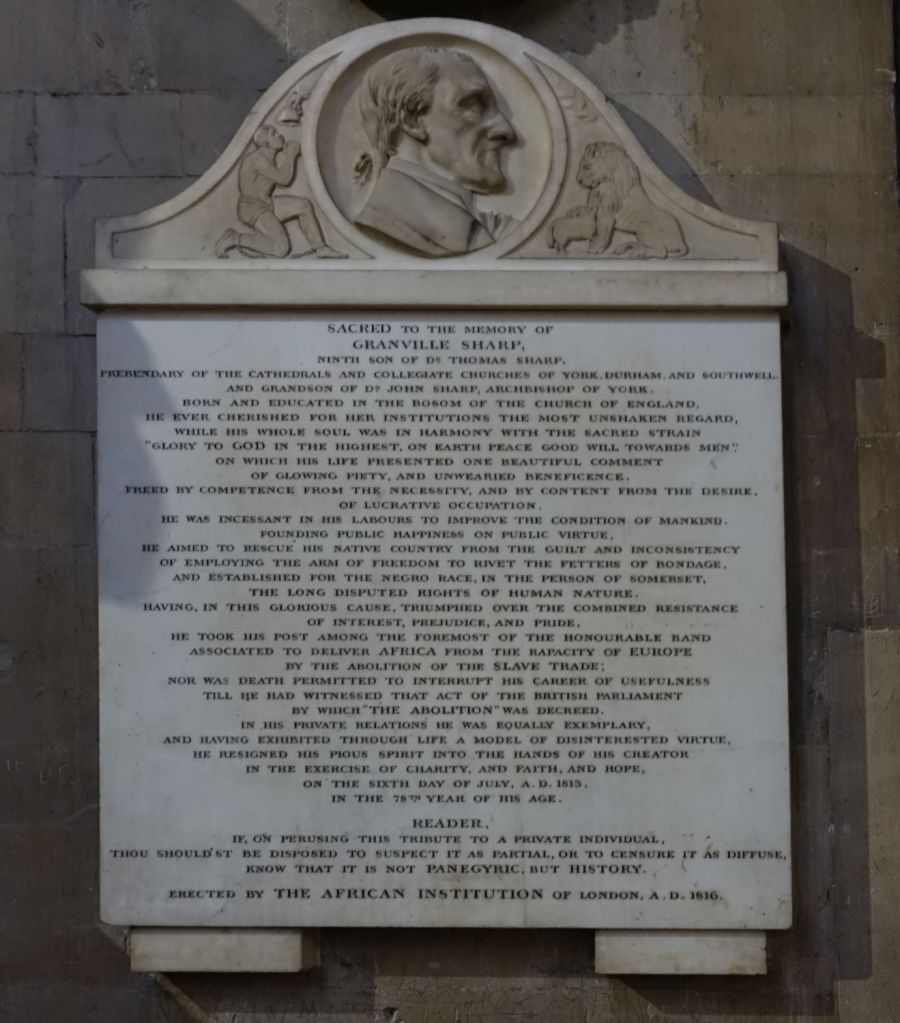 SACRED TO THE MEMORY OF
GRANVILLE SHARP,
NINTH SON OF DR. THOMAS SHARP,
PREBENDARY OF THE CATHEDRALS AND COLLEGIATE CHURCHES OF YORK, DURHAM, AND SOUTHWELL,
AND GRANDSON OF DR. JOHN SHARP, ARCHBISHOP OF YORK.
BORN AND EDUCATED IN THE BOSOM OF THE CHURCH OF ENGLAND,
HE EVER CHERISHED FOR HER INSTITUTIONS THE MOST UNSHAKEN REGARD,
WHILE HIS WHOLE SOUL WAS IN HARMONY WITH THE SACRED STRAIN
"GLORY TO GOD IN THE HIGHEST, ON EARTH PEACE GOOD WILL TOWARDS MEN",
ON WHICH HIS LIFE PRESENTED ONE BEAUTIFUL COMMENT
OF GLOWING PIETY, AND UNWEARIED BENEFICENCE.
FREED BY COMPETENCE FROM THE NECESSITY, AND BY CONTENT FROM THE DESIRE,
OF LUCRATIVE OCCUPATION.
HE WAS INCESSANT IN HIS LABOURS TO IMPROVE THE CONDITION OF MANKIND.
FOUNDING PUBLIC HAPPINESS ON PUBLIC VIRTUE,
HE AIMED TO RESCUE HIS NATIVE COUNTRY FROM THE GUILT AND INCONSISTENCY
OF EMPLOYING THE ARM OF FREEDOM TO RIVET THE FETTERS OF BONDAGE,
AND ESTABLISHED FOR THE NEGRO RACE, IN THE PERSON OF SOMERSET,
THE LONG DISPUTED RIGHTS OF HUMAN NATURE.
HAVING, IN THIS GLORIOUS CAUSE, TRIUMPHED OVER THE COMBINED RESISTANCE
OF INTEREST, PREJUDICE, AND PRIDE,
HE TOOK HIS POST AMONG THE FOREMOST OF THE HONOURABLE BAND
ASSOCIATED TO DELIVER AFRICA FROM THE RAPACITY OF EUROPE
BY THE ABOLITION OF THE SLAVE TRADE;
NOR WAS DEATH PERMITTED TO INTERRUPT HIS CAREER OF USEFULNESS
TILL HE HAD WITNESSED THAT ACT OF THE BRITISH PARLIAMENT
BY WHICH "THE ABOLITION" WAS DECREED.
IN HIS PRIVATE RELATIONS HE WAS EQUALLY EXEMPLARY,
AND HAVING EXHIBITED THROUGH LIFE A MODEL OF DISINTERESTED VIRTUE,
HE RESIGNED HIS PIOUS SPIRIT INTO THE HANDS OF HIS CREATOR
IN THE EXERCISE OF CHARITY, AND FAITH, AND HOPE,
ON THE SIXTH DAY OF JULY, A.D. 1813,
IN THE 78TH YEAR OF HIS AGE.
READER,
IF, ON PERUSING THIS TRIBUTE TO A PRIVATE INDIVIDUAL,
THOU SHOULD'ST BE DISPOSED TO SUSPECT IT AS PARTIAL, OR TO CENSURE IT AS DIFFUSE,
KNOW THAT IT IS NOT PANEGYRIC, BUT HISTORY.
ERECTED BY THE AFRICAN INSTITUTION OF LONDON, A.D. 1816.